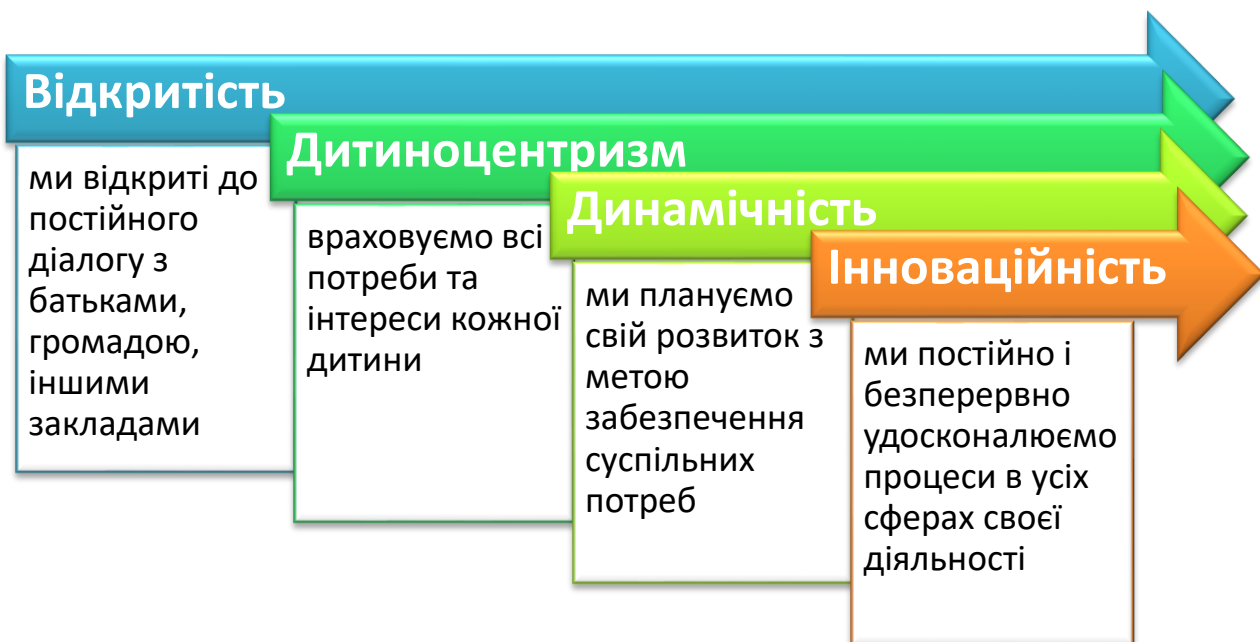 Відкритість
ми відкриті до
постійного
діалогу з
батьками,
громадою,
іншими
закладами
Дитиноцентризм
враховуємо всі
потреби та
інтереси кожної
дитини
Динамічність
ми плануємо
свій розвиток з
метою
забезпечення
суспільних
потреб
Інноваційність
ми постійно і
безперервно
удосконалюємо
процеси в усіх
сферах своєї
діяльності